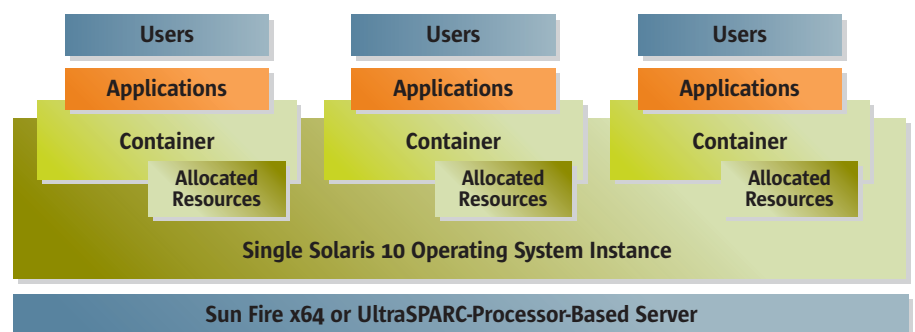 Users Users Users
Applications Applications Applications
Container Container Container
Allocated Resources Allocated Resources Allocated Resources
Single Solaris 10 Operating System Instance
Sun Fire x64 or UltraSPARC-Processor-Based Server